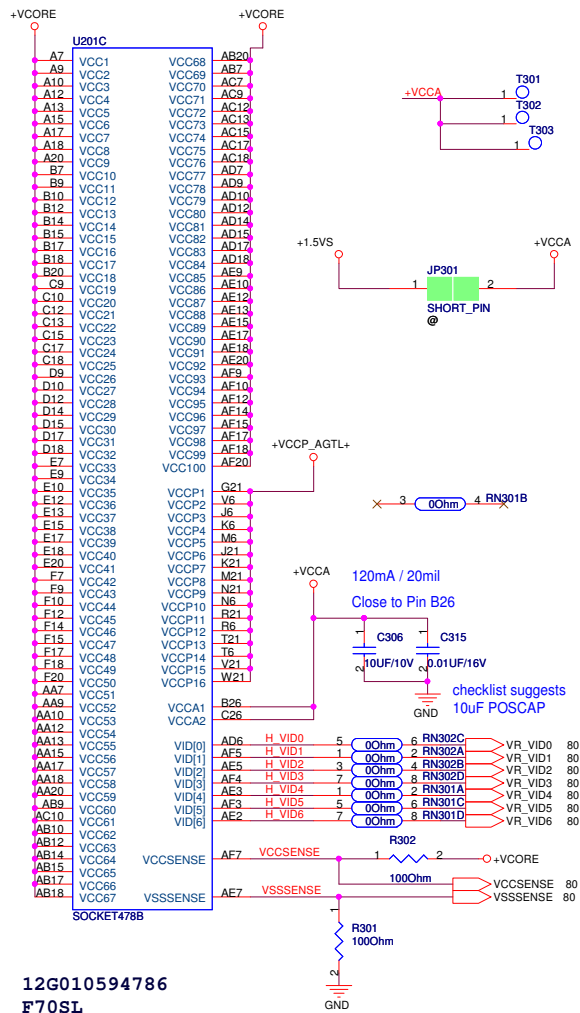 +VCORE +VCORE
U201C
A7 VCC1 VCC68 AB20
A9 VCC2 VCC69 AB7
A10 VCC3 VCC70 AC7
A12 VCC4 VCC71 AC9
A13 VCC5 VCC72 AC12
A15 VCC6 VCC73 AC13
A17 VCC7 VCC74 AC15
A18 VCC8 VCC75 AC17
A20 VCC9 VCC76 AC18
B7 VCC10 VCC77 AD7
B9 VCC11 VCC78 AD9
B10 VCC12 VCC79 AD10
B12 VCC13 VCC80 AD12
B14 VCC14 VCC81 AD14
B15 VCC15 VCC82 AD15
B17 VCC16 VCC83 AD17
B18 VCC17 VCC84 AD18
B20 VCC18 VCC85 AE9
C9 VCC19 VCC86 AE10
C10 VCC20 VCC87 AE12
C12 VCC21 VCC88 AE13
C13 VCC22 VCC89 AE15
C15 VCC23 VCC90 AE17
C17 VCC24 VCC91 AE18
C18 VCC25 VCC92 AE20
D9 VCC26 VCC93 AF9
D10 VCC27 VCC94 AF10
D12 VCC28 VCC95 AF12
D14 VCC29 VCC96 AF14
D15 VCC30 VCC97 AF15
D17 VCC31 VCC98 AF17
D18 VCC32 VCC99 AF18
E7 VCC33 VCC100 AF20
E9 VCC34
E10 VCC35 VCCP1 G21
E12 VCC36 VCCP2 V6
E13 VCC37 VCCP3 J6
E15 VCC38 VCCP4 K6
E17 VCC39 VCCP5 M6
E18 VCC40 VCCP6 J21
E20 VCC41 VCCP7 K21
F7 VCC42 VCCP8 M21
F9 VCC43 VCCP9 N21
F10 VCC44 VCCP10 N6
F12 VCC45 VCCP11 R21
F14 VCC46 VCCP12 R6
F15 VCC47 VCCP13 T21
F17 VCC48 VCCP14 T6
F18 VCC49 VCCP15 V21
F20 VCC50 VCCP16 W21
AA7 VCC51
AA9 VCC52 VCCA1 B26
AA10 VCC53 VCCA2 C26
AA12 VCC54
AA13 VCC55 VID[0] AD6 H_VID0 5 0Ohm 6 RN302C VR_VID0 80
AA15 VCC56 VID[1] AF5 H_VID1 1 0Ohm 2 RN302A VR_VID1 80
AA17 VCC57 VID[2] AE5 H_VID2 3 0Ohm 4 RN302B VR_VID2 80
AA18 VCC58 VID[3] AF4 H_VID3 7 0Ohm 8 RN302D VR_VID3 80
AA20 VCC59 VID[4] AE3 H_VID4 1 0Ohm 2 RN301A VR_VID4 80
AB9 VCC60 VID[5] AF3 H_VID5 5 0Ohm 6 RN301C VR_VID5 80
AC10 VCC61 VID[6] AE2 H_VID6 7 0Ohm 8 RN301D VR_VID6 80
AB10 VCC62
AB12 VCC63
AB14 VCC64 VCCSENSE AF7 VCCSENSE
AB15 VCC65
AB17 VCC66
AB18 VCC67 VSSSENSE AE7 VSSSENSE
SOCKET478B
+VCCA
1 T301
1 T302
1 T303
+1.5VS +VCCA
JP301
1 2
SHORT_PIN
@
+VCCP_AGTL+
3 0Ohm 4 RN301B
+VCCA
120mA / 20mil
Close to Pin B26
1 C306 1 C315
2 10UF/10V 2 0.01UF/16V
GND
checklist suggests
10uF POSCAP
R302
1 2 +VCORE
100Ohm
VCCSENSE 80
VSSSENSE 80
1
R301
100Ohm
2
GND
12G010594786
F70SL